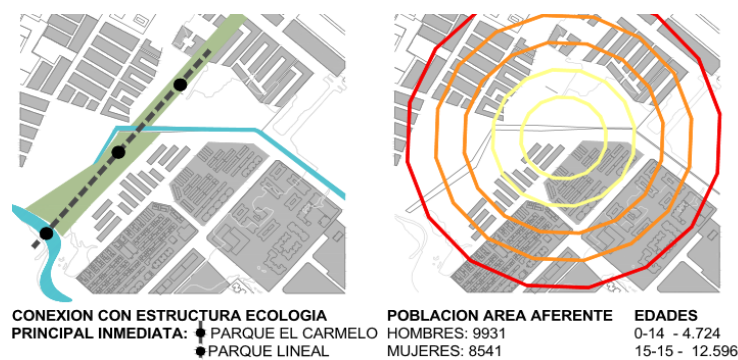 CONEXION CON ESTRUCTURA ECOLOGIA
PRINCIPAL INMEDIATA: PARQUE EL CARMELO
PARQUE LINEAL
POBLACION AREA AFERENTE
HOMBRES: 9931
MUJERES: 8541
EDADES
0-14 - 4.724
15-15 - 12.596